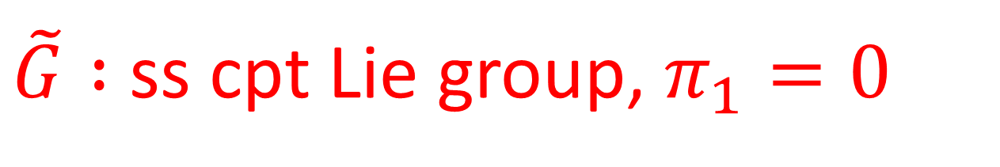 G̃ : ss cpt Lie group, π₁ = 0